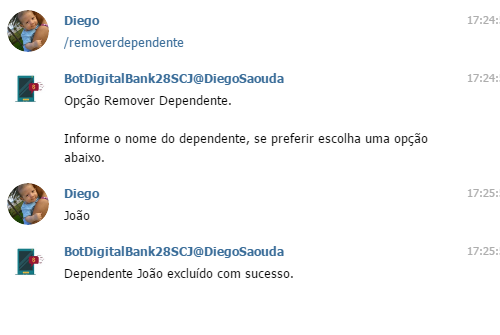 Diego
17:24:
/removerdependente
BotDigitalBank28SCJ@DiegoSaouda
17:24:
Opção Remover Dependente.
Informe o nome do dependente, se preferir escolha uma opção
abaixo.
Diego
17:25:
João
BotDigitalBank28SCJ@DiegoSaouda
17:25:
Dependente João excluído com sucesso.